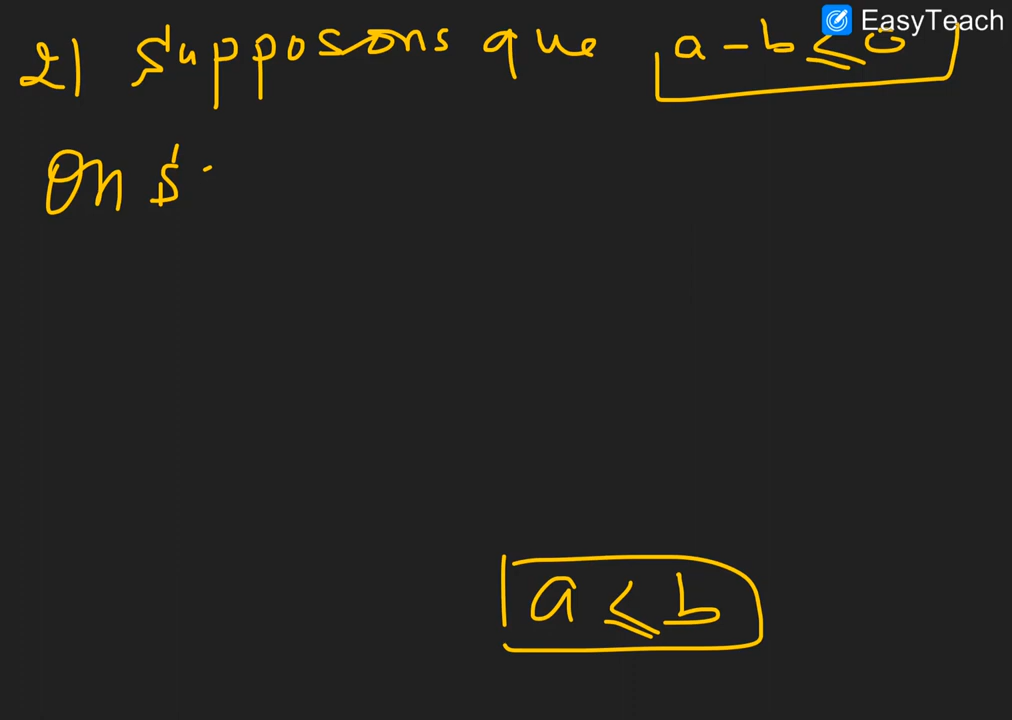 EasyTeach
2) Supposons que a - b ≤ 0
On s
a ≤ b